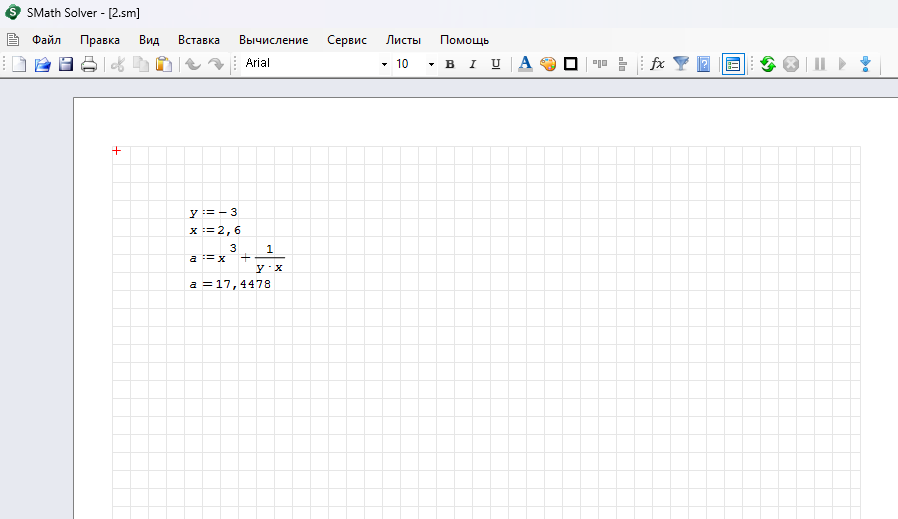 SMath Solver - [2.sm]
Файл Правка Вид Вставка Вычисление Сервис Листы Помощь
Arial 10 B I U A fx
y := - 3
x := 2,6
a := x^3 + 1/(y · x)
a = 17,4478